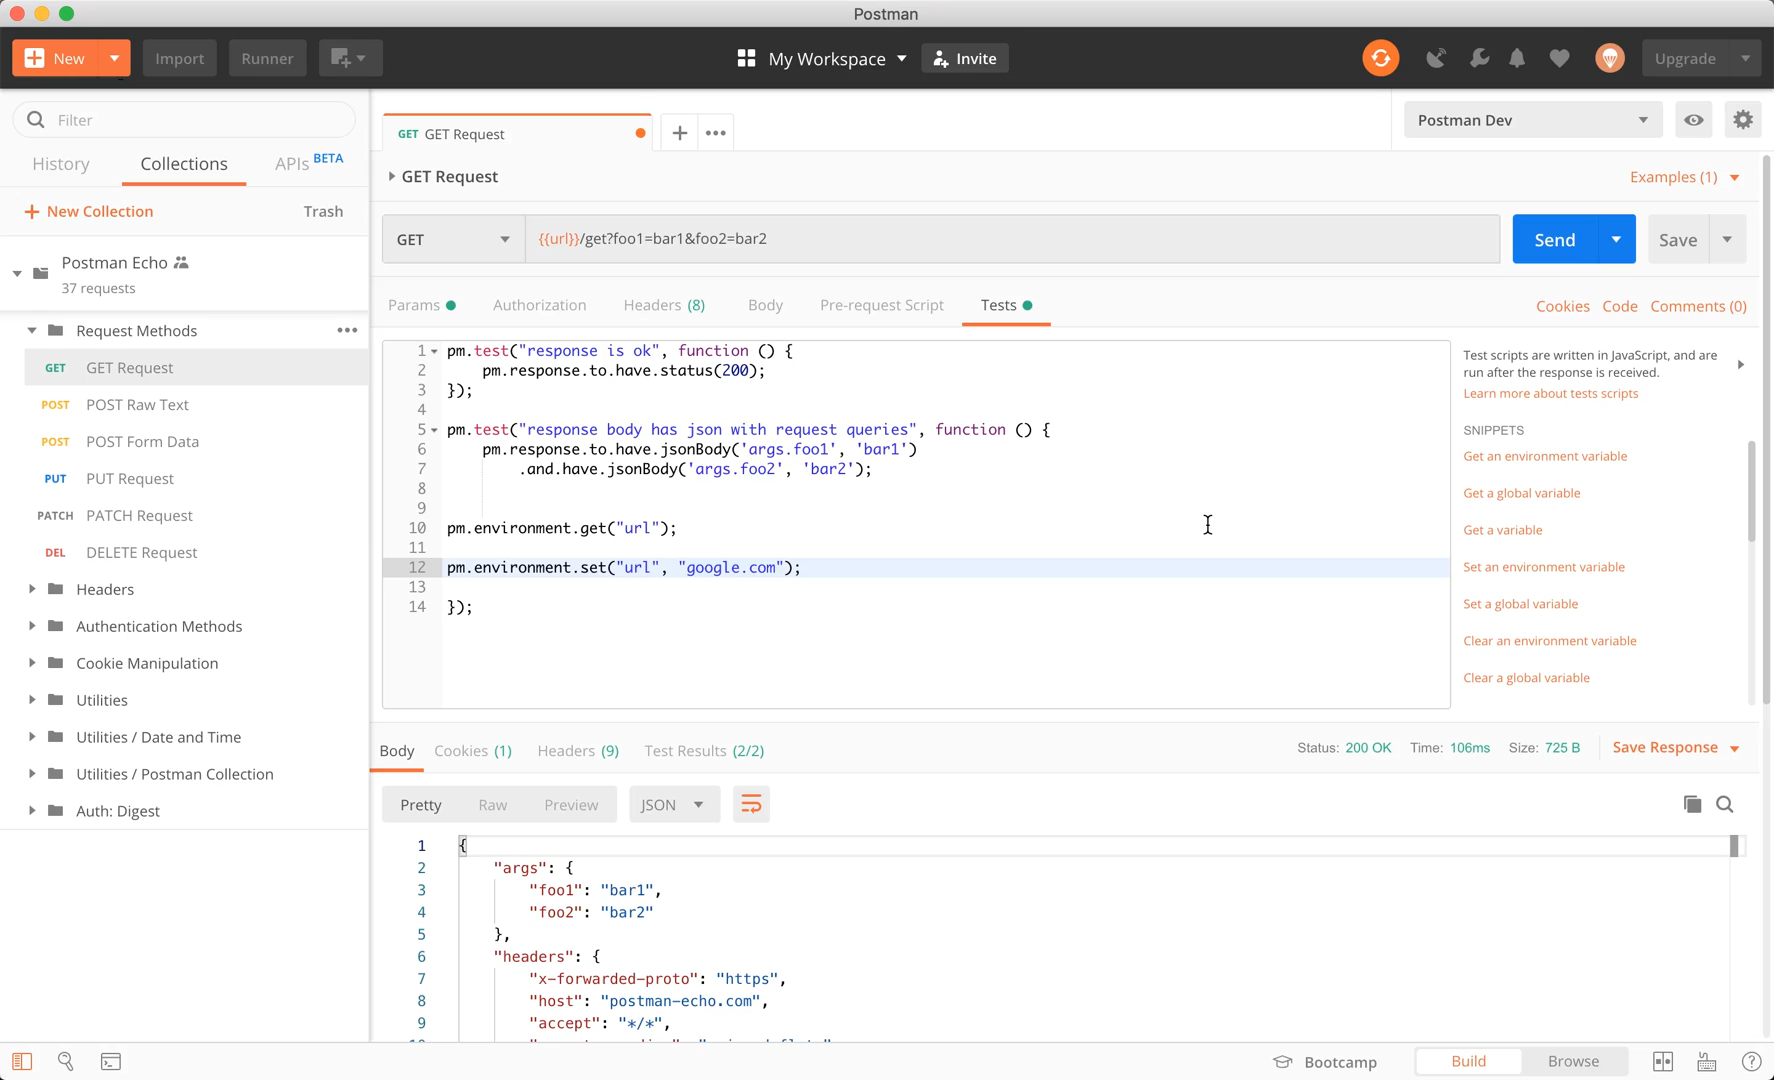 Postman
New
Import
Runner
My Workspace
Invite
Upgrade
Filter
History
Collections
APIs BETA
New Collection
Trash
Postman Echo
37 requests
Request Methods
GET GET Request
POST POST Raw Text
POST POST Form Data
PUT PUT Request
PATCH PATCH Request
DEL DELETE Request
Headers
Authentication Methods
Cookie Manipulation
Utilities
Utilities / Date and Time
Utilities / Postman Collection
Auth: Digest
GET GET Request
Postman Dev
GET Request
Examples (1)
GET
{{url}}/get?foo1=bar1&foo2=bar2
Send
Save
Params
Authorization
Headers (8)
Body
Pre-request Script
Tests
Cookies
Code
Comments (0)
1 pm.test("response is ok", function () {
2 pm.response.to.have.status(200);
3 });
4
5 pm.test("response body has json with request queries", function () {
6 pm.response.to.have.jsonBody('args.foo1', 'bar1')
7 .and.have.jsonBody('args.foo2', 'bar2');
8
9
10 pm.environment.get("url");
11
12 pm.environment.set("url", "google.com");
13
14 });
Test scripts are written in JavaScript, and are
run after the response is received.
Learn more about tests scripts
SNIPPETS
Get an environment variable
Get a global variable
Get a variable
Set an environment variable
Set a global variable
Clear an environment variable
Clear a global variable
Body
Cookies (1)
Headers (9)
Test Results (2/2)
Status: 200 OK
Time: 106ms
Size: 725 B
Save Response
Pretty
Raw
Preview
JSON
1 {
2 "args": {
3 "foo1": "bar1",
4 "foo2": "bar2"
5 },
6 "headers": {
7 "x-forwarded-proto": "https",
8 "host": "postman-echo.com",
9 "accept": "*/*",
Bootcamp
Build
Browse